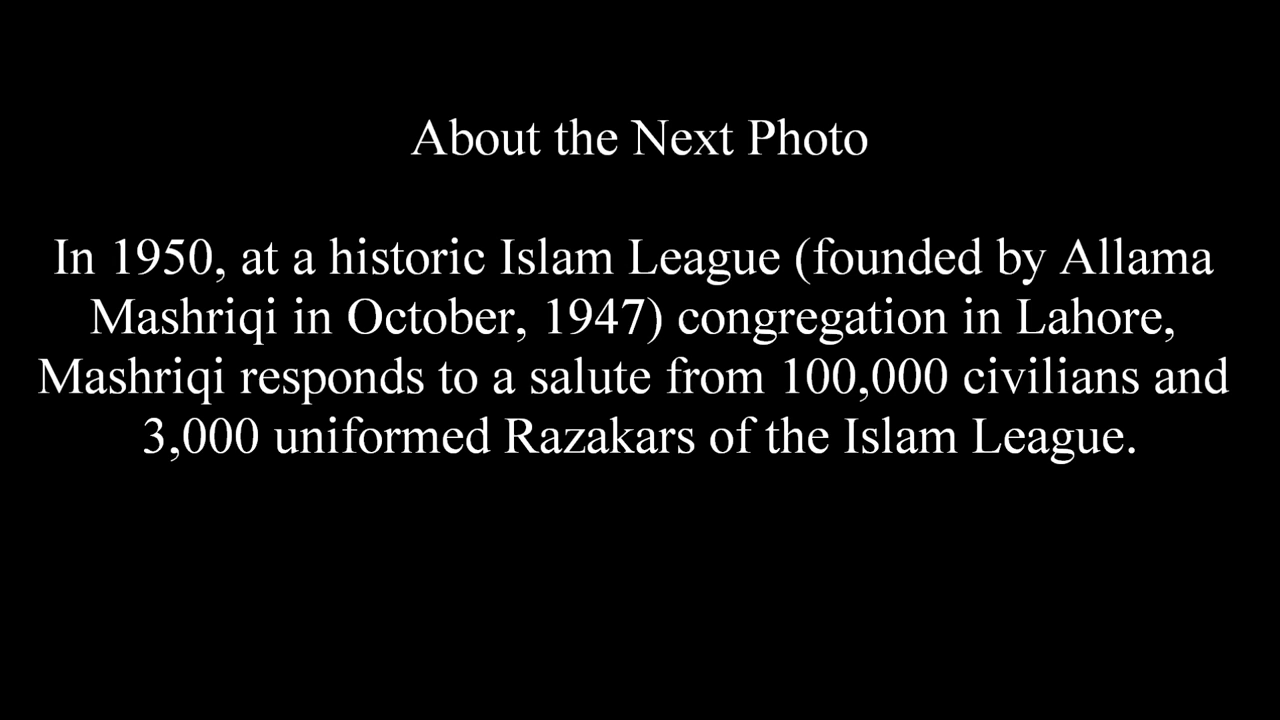 About the Next Photo
In 1950, at a historic Islam League (founded by Allama
Mashriqi in October, 1947) congregation in Lahore,
Mashriqi responds to a salute from 100,000 civilians and
3,000 uniformed Razakars of the Islam League.